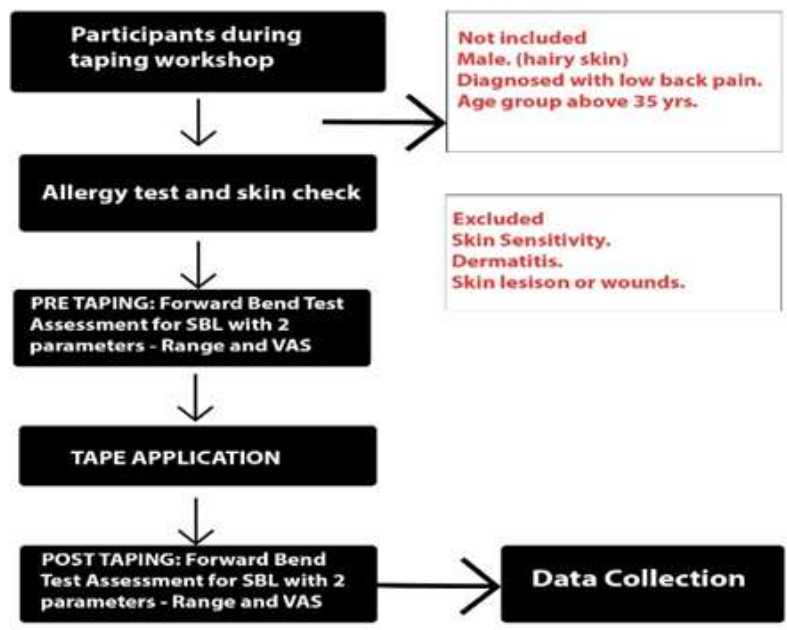 Participants during
taping workshop
Not included
Male. (hairy skin)
Diagnosed with low back pain.
Age group above 35 yrs.
Allergy test and skin check
Excluded
Skin Sensitivity.
Dermatitis.
Skin lesison or wounds.
PRE TAPING: Forward Bend Test
Assessment for SBL with 2
parameters - Range and VAS
TAPE APPLICATION
POST TAPING: Forward Bend
Test Assessment for SBL with 2
parameters - Range and VAS
Data Collection